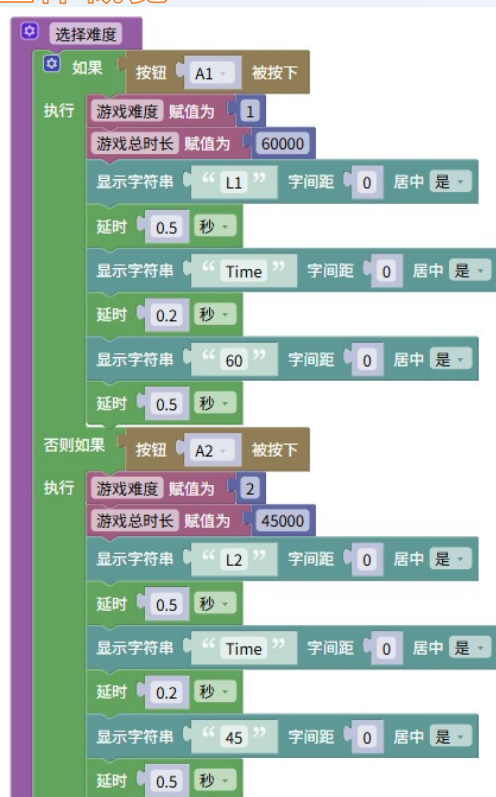 选择难度
如果 按钮 A1 被按下
执行 游戏难度 赋值为 1
游戏总时长 赋值为 60000
显示字符串 “ L1 ” 字间距 0 居中 是
延时 0.5 秒
显示字符串 “ Time ” 字间距 0 居中 是
延时 0.2 秒
显示字符串 “ 60 ” 字间距 0 居中 是
延时 0.5 秒
否则如果 按钮 A2 被按下
执行 游戏难度 赋值为 2
游戏总时长 赋值为 45000
显示字符串 “ L2 ” 字间距 0 居中 是
延时 0.5 秒
显示字符串 “ Time ” 字间距 0 居中 是
延时 0.2 秒
显示字符串 “ 45 ” 字间距 0 居中 是
延时 0.5 秒